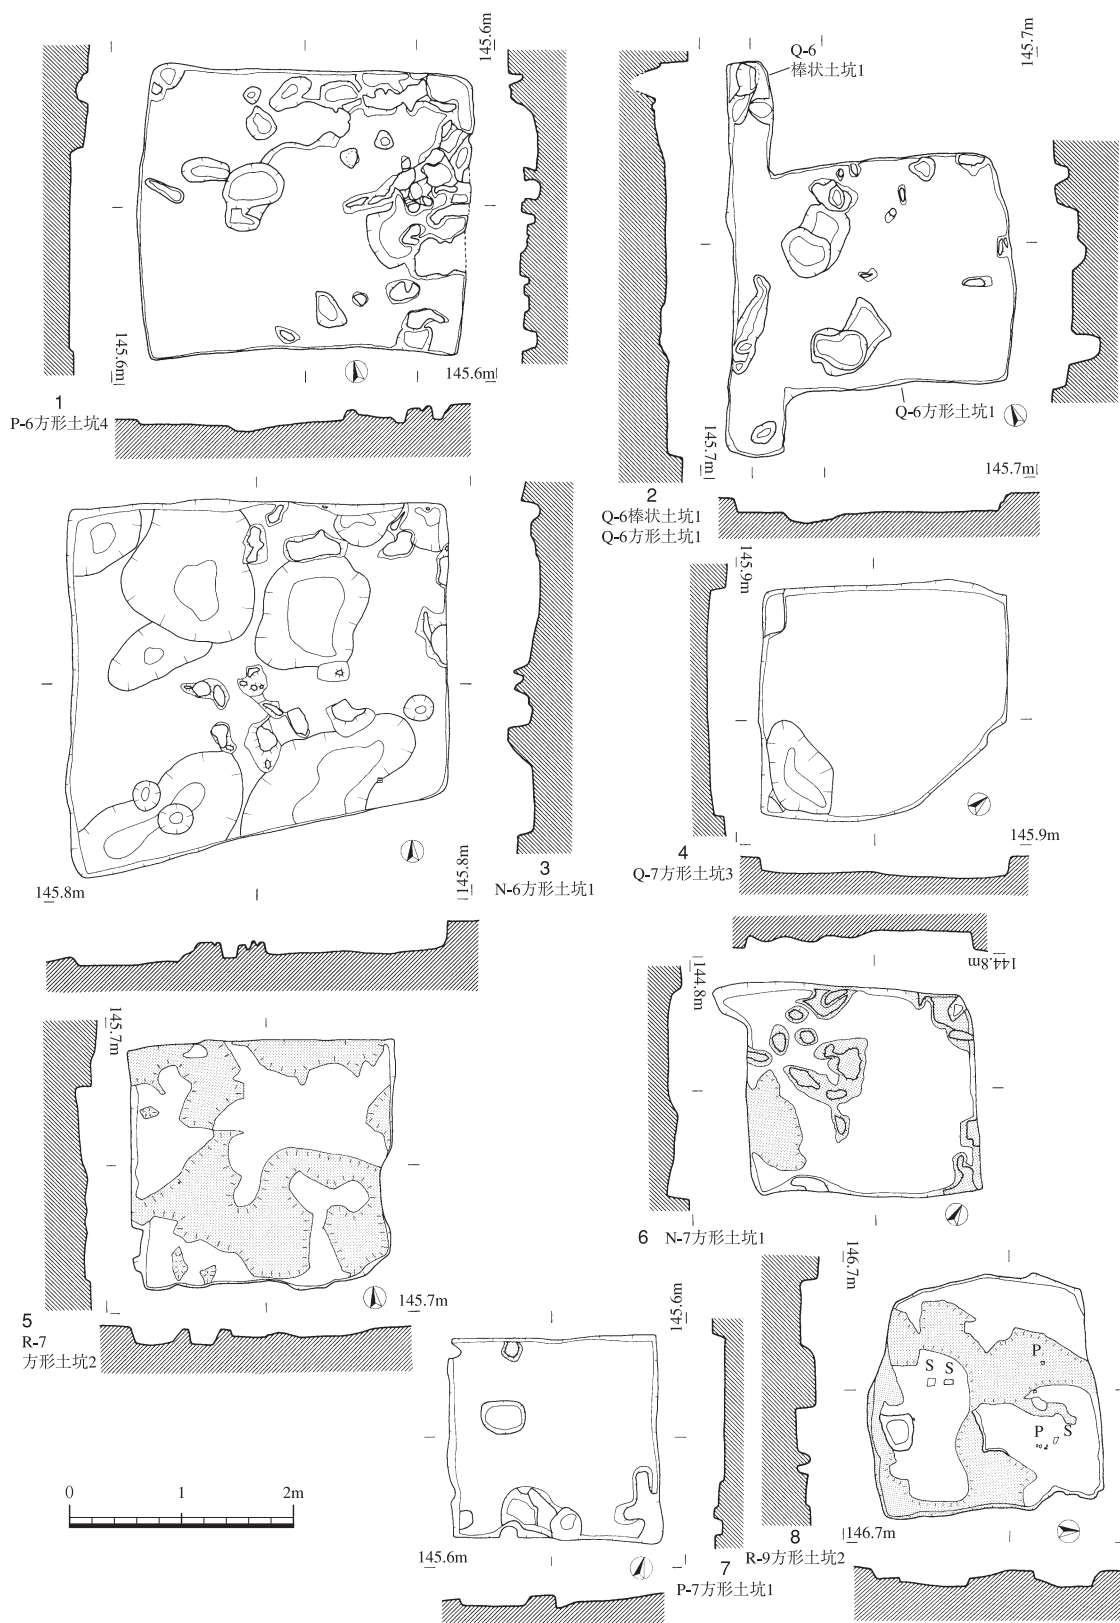 145.6m
145.6m
145.6m
1
P-6方形土坑4
Q-6
棒状土坑1
145.7m
Q-6方形土坑1
145.7m
145.7m
2
Q-6棒状土坑1
Q-6方形土坑1
145.8m
145.8m
3
N-6方形土坑1
145.9m
145.9m
4
Q-7方形土坑3
144.8m
144.8m
6 N-7方形土坑1
145.7m
145.7m
5
R-7
方形土坑2
145.6m
145.6m
7
P-7方形土坑1
146.7m
P
S S
P S
146.7m
8
R-9方形土坑2
0 1 2m